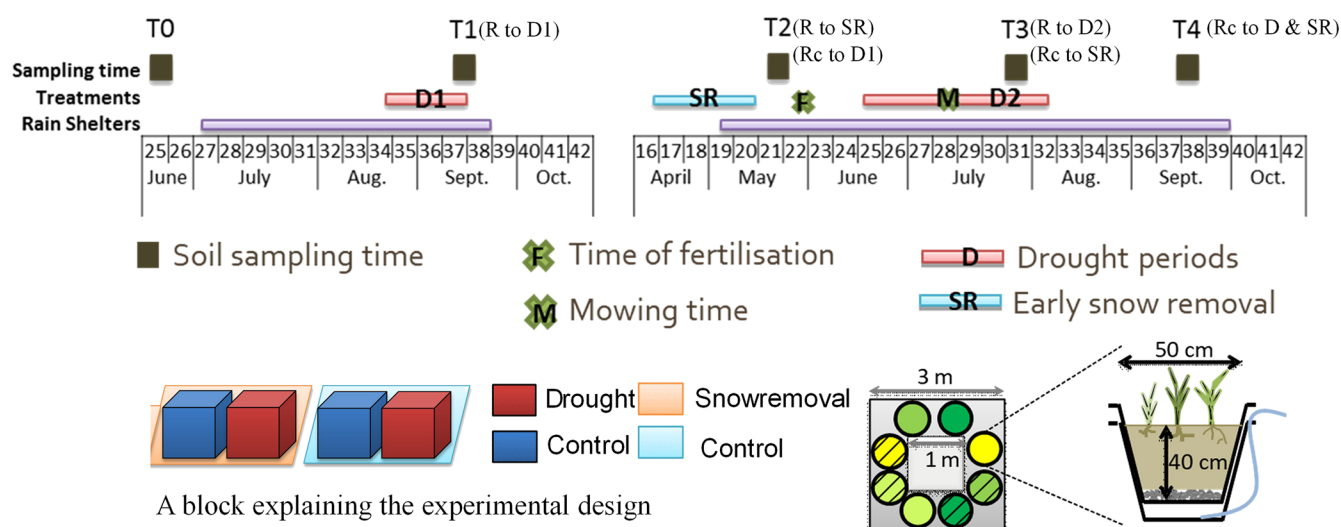 T0
T1(R to D1)
T2(R to SR)
(Rc to D1)
T3(R to D2)
(Rc to SR)
T4 (Rc to D & SR)
Sampling time
Treatments
D1
SR
F
M
D2
Rain Shelters
25 26 27 28 29 30 31 32 33 34 35 36 37 38 39 40 41 42
June July Aug. Sept. Oct.
16 17 18 19 20 21 22 23 24 25 26 27 28 29 30 31 32 33 34 35 36 37 38 39 40 41 42
April May June July Aug. Sept. Oct.
Soil sampling time
F Time of fertilisation
D Drought periods
M Mowing time
SR Early snow removal
Drought
Snowremoval
Control
Control
A block explaining the experimental design
3 m
1 m
50 cm
40 cm